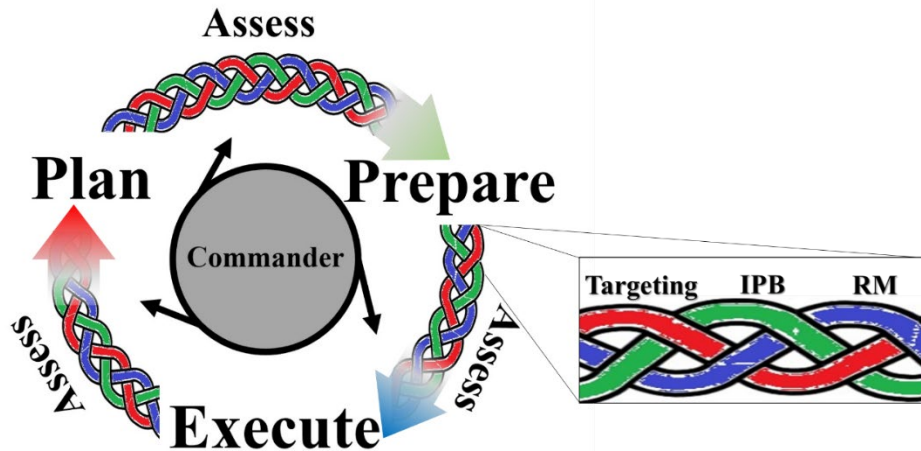 Assess
Plan
Prepare
Commander
Targeting IPB RM
Assess
Assess
Execute